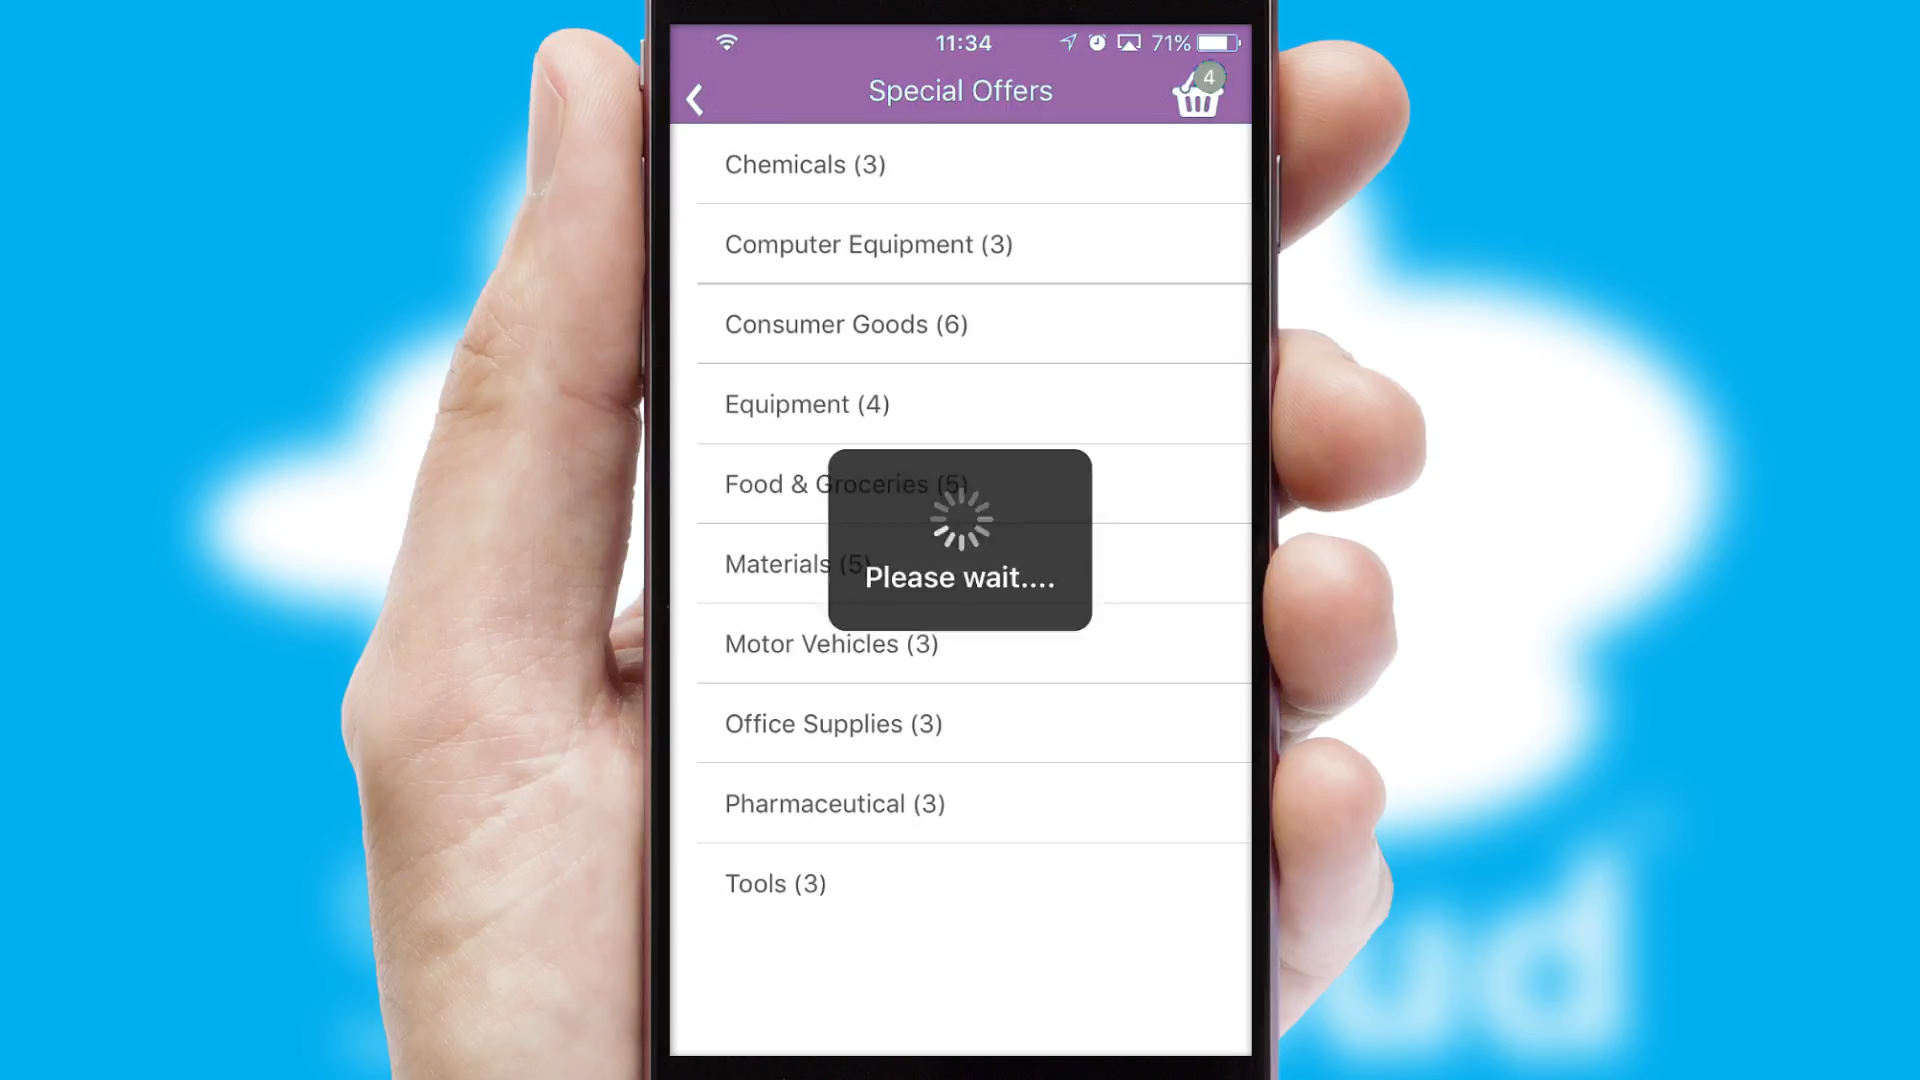 11:34 71%
Special Offers 4
Chemicals (3)
Computer Equipment (3)
Consumer Goods (6)
Equipment (4)
Food & Groceries (5)
Materials (5)
Please wait....
Motor Vehicles (3)
Office Supplies (3)
Pharmaceutical (3)
Tools (3)
ud